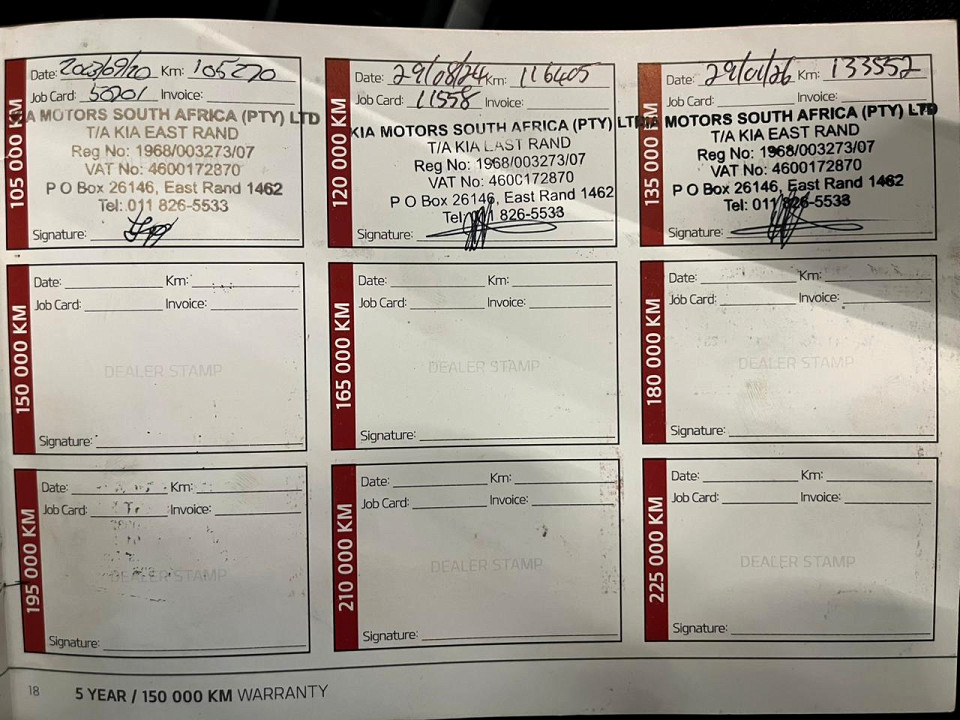 105 000 KM
Date: 2023/09/20 Km: 105270
Job Card: 50201 Invoice:
KIA MOTORS SOUTH AFRICA (PTY) LTD
T/A KIA EAST RAND
Reg No: 1968/003273/07
VAT No: 4600172870
P O Box 26146, East Rand 1462
Tel: 011 826-5533
Signature:
120 000 KM
Date: 29/08/24 Km: 116405
Job Card: 11558 Invoice:
KIA MOTORS SOUTH AFRICA (PTY) LTD
T/A KIA EAST RAND
Reg No: 1968/003273/07
VAT No: 4600172870
P O Box 26146, East Rand 1462
Tel: 011 826-5533
Signature:
135 000 KM
Date: 29/01/26 Km: 133552
Job Card: Invoice:
KIA MOTORS SOUTH AFRICA (PTY) LTD
T/A KIA EAST RAND
Reg No: 1968/003273/07
VAT No: 4600172870
P O Box 26146, East Rand 1462
Tel: 011 826-5533
Signature:
150 000 KM
Date: Km:
Job Card: Invoice:
DEALER STAMP
Signature:
165 000 KM
Date: Km:
Job Card: Invoice:
DEALER STAMP
Signature:
180 000 KM
Date: Km:
Job Card: Invoice:
DEALER STAMP
Signature:
195 000 KM
Date: Km:
Job Card: Invoice:
DEALER STAMP
Signature:
210 000 KM
Date: Km:
Job Card: Invoice:
DEALER STAMP
Signature:
225 000 KM
Date: Km:
Job Card: Invoice:
DEALER STAMP
Signature:
18 5 YEAR / 150 000 KM WARRANTY